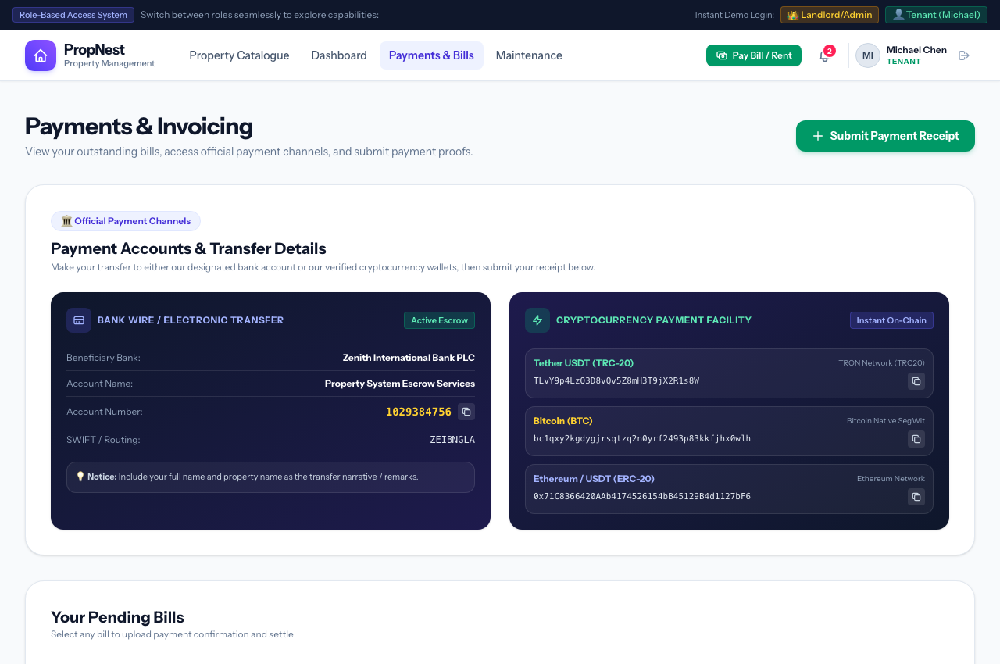 Role-Based Access System Switch between roles seamlessly to explore capabilities: Instant Demo Login: 👑 Landlord/Admin 👤 Tenant (Michael)
PropNest
Property Management
Property Catalogue Dashboard Payments & Bills Maintenance
Pay Bill / Rent
2
MI
Michael Chen
TENANT
Payments & Invoicing
View your outstanding bills, access official payment channels, and submit payment proofs.
Submit Payment Receipt
🏛️ Official Payment Channels
Payment Accounts & Transfer Details
Make your transfer to either our designated bank account or our verified cryptocurrency wallets, then submit your receipt below.
BANK WIRE / ELECTRONIC TRANSFER Active Escrow
Beneficiary Bank: Zenith International Bank PLC
Account Name: Property System Escrow Services
Account Number: 1029384756
SWIFT / Routing: ZEIBNGLA
💡 Notice: Include your full name and property name as the transfer narrative / remarks.
CRYPTOCURRENCY PAYMENT FACILITY Instant On-Chain
Tether USDT (TRC-20) TRON Network (TRC20)
TLvY9p4LzQ3D8vQv5Z8mH3T9jX2R1s8W
Bitcoin (BTC) Bitcoin Native SegWit
bc1qxy2kgdygjrsqtzq2n0yrf2493p83kkfjhx0wlh
Ethereum / USDT (ERC-20) Ethereum Network
0x71C8366420AAb4174526154bB45129B4d1127bF6
Your Pending Bills
Select any bill to upload payment confirmation and settle